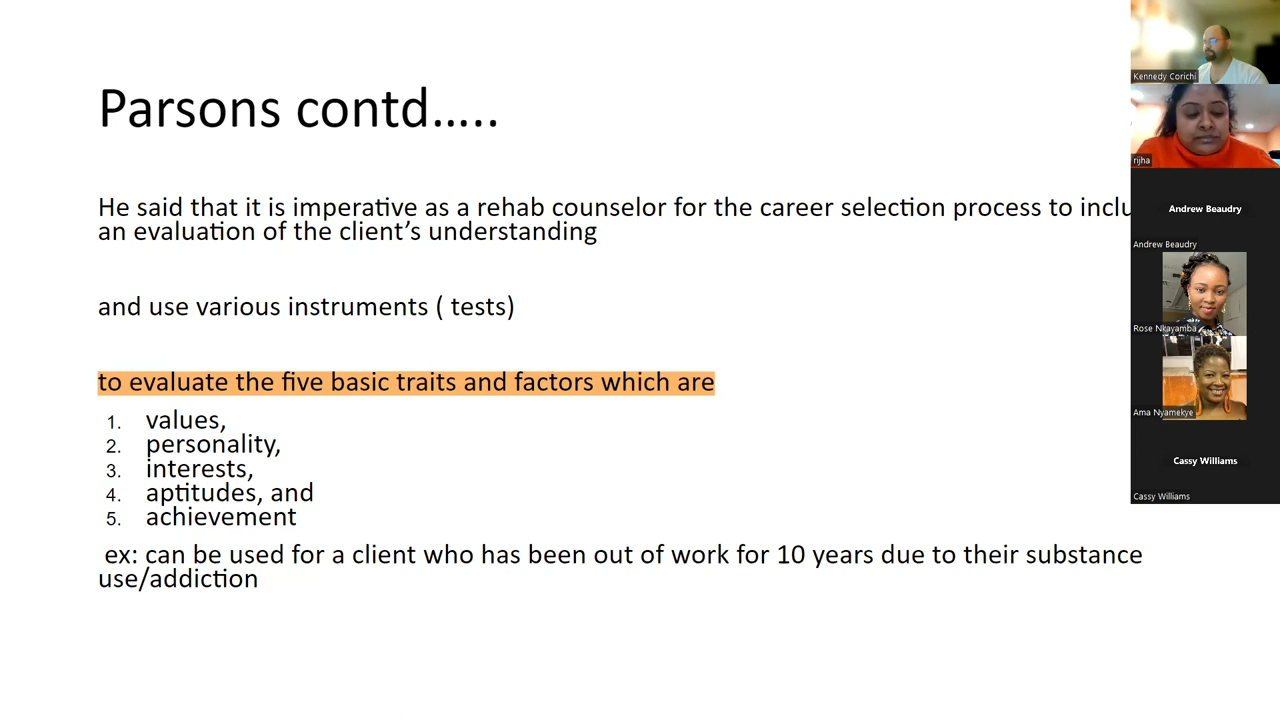 Parsons contd…..
He said that it is imperative as a rehab counselor for the career selection process to inclu
an evaluation of the client’s understanding
and use various instruments ( tests)
to evaluate the five basic traits and factors which are
1. values,
2. personality,
3. interests,
4. aptitudes, and
5. achievement
ex: can be used for a client who has been out of work for 10 years due to their substance
use/addiction
Kennedy Corichi
rijha
Andrew Beaudry
Andrew Beaudry
Rose Nkayamba
Ama Nyamekye
Cassy Williams
Cassy Williams